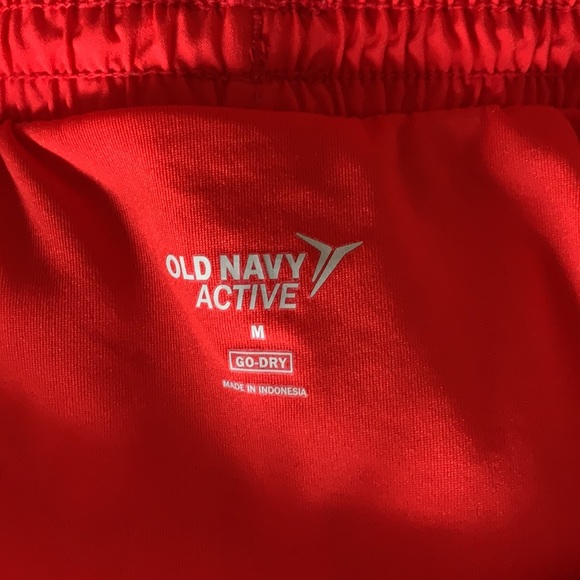 OLD NAVY
ACTIVE
M
GO-DRY
MADE IN INDONESIA